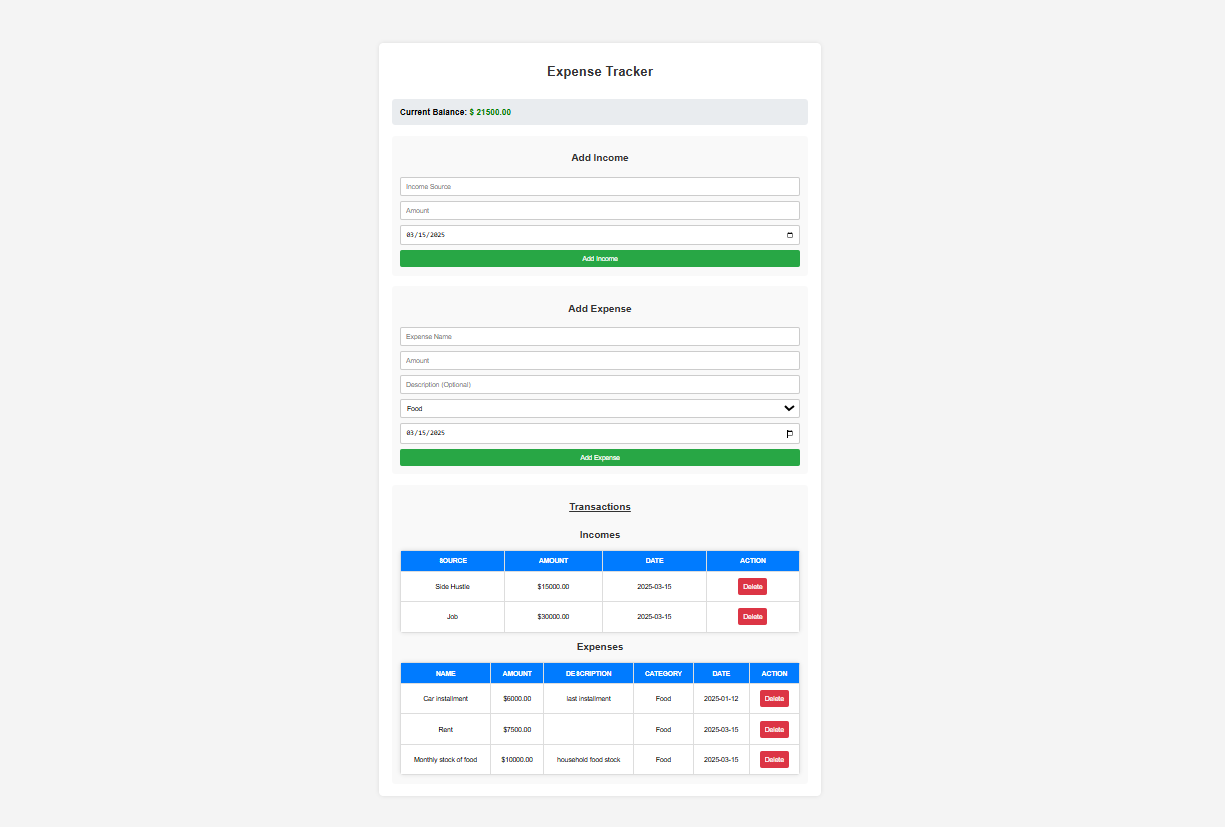 Expense Tracker
Current Balance: $ 21500.00
Add Income
Income Source
Amount
03/15/2025
Add Income
Add Expense
Expense Name
Amount
Description (Optional)
Food
03/15/2025
Add Expense
Transactions
Incomes
SOURCE AMOUNT DATE ACTION
Side Hustle $15000.00 2025-03-15 Delete
Job $30000.00 2025-03-15 Delete
Expenses
NAME AMOUNT DESCRIPTION CATEGORY DATE ACTION
Car installment $6000.00 last installment Food 2025-01-12 Delete
Rent $7500.00 Food 2025-03-15 Delete
Monthly stock of food $10000.00 household food stock Food 2025-03-15 Delete